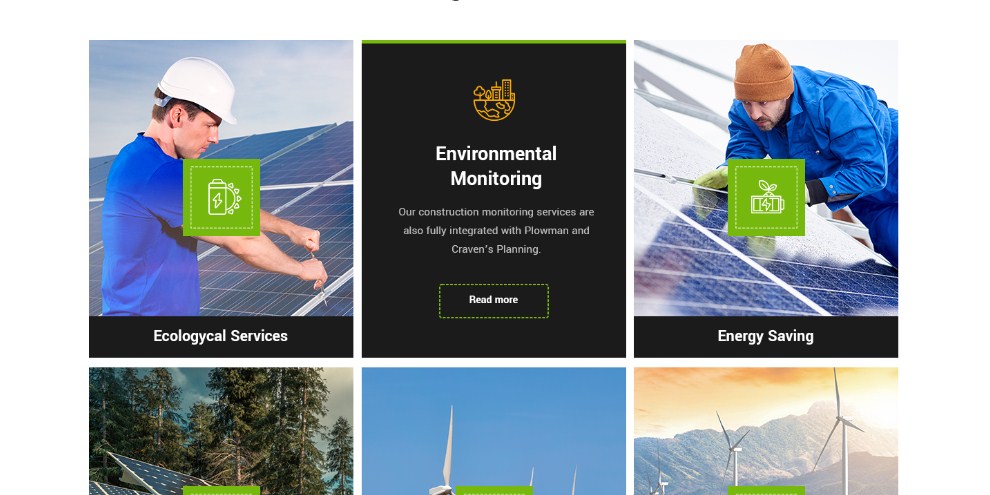 Environmental
Monitoring
Our construction monitoring services are
also fully integrated with Plowman and
Craven's Planning.
Read more
Ecologycal Services
Energy Saving